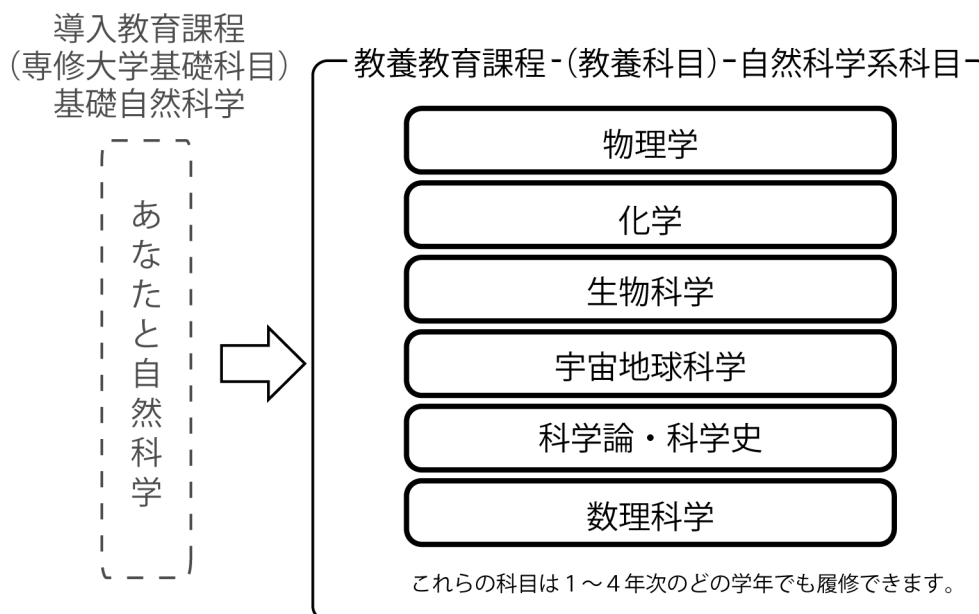 導入教育課程
(専修大学基礎科目)
基礎自然科学
あなたと自然科学
教養教育課程-(教養科目)-自然科学系科目
物理学
化学
生物科学
宇宙地球科学
科学論・科学史
数理科学
これらの科目は1～4年次のどの学年でも履修できます。